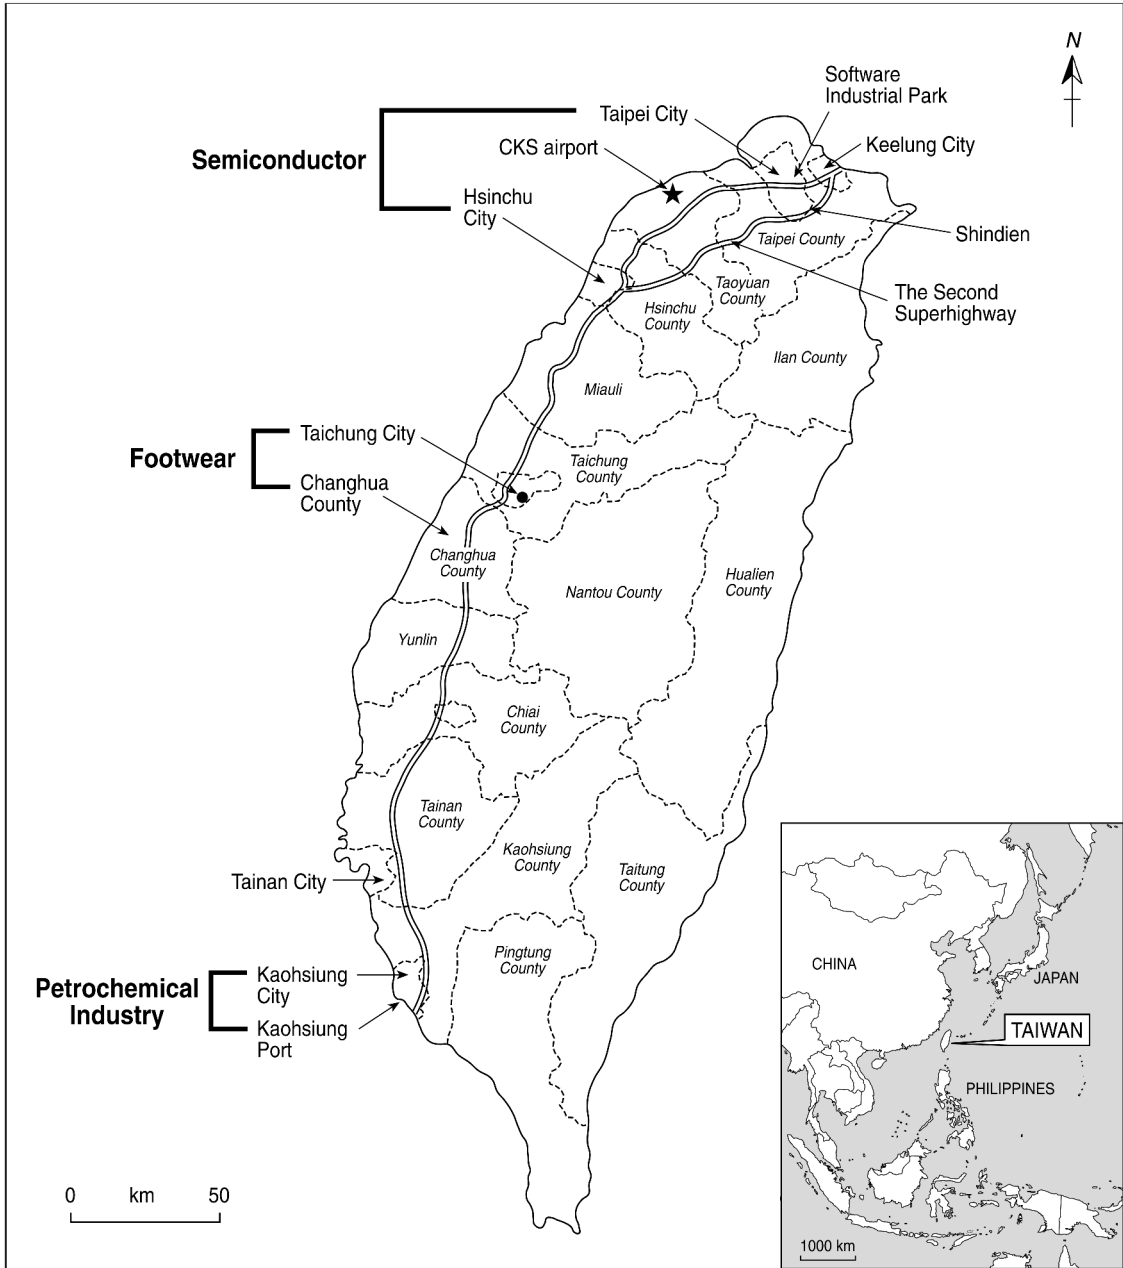 N
Software
Industrial Park
Taipei City
Keelung City
CKS airport
Semiconductor
Hsinchu
City
Shindien
Taipei County
The Second
Superhighway
Taoyuan
County
Hsinchu
County
Ilan County
Miauli
Taichung City
Footwear
Taichung
County
Changhua
County
Changhua
County
Hualien
County
Nantou County
Yunlin
Chiai
County
Tainan
County
Kaohsiung
County
Taitung
County
Tainan City
Pingtung
County
Petrochemical
Industry
Kaohsiung
City
Kaohsiung
Port
0 km 50
CHINA
JAPAN
TAIWAN
PHILIPPINES
1000 km